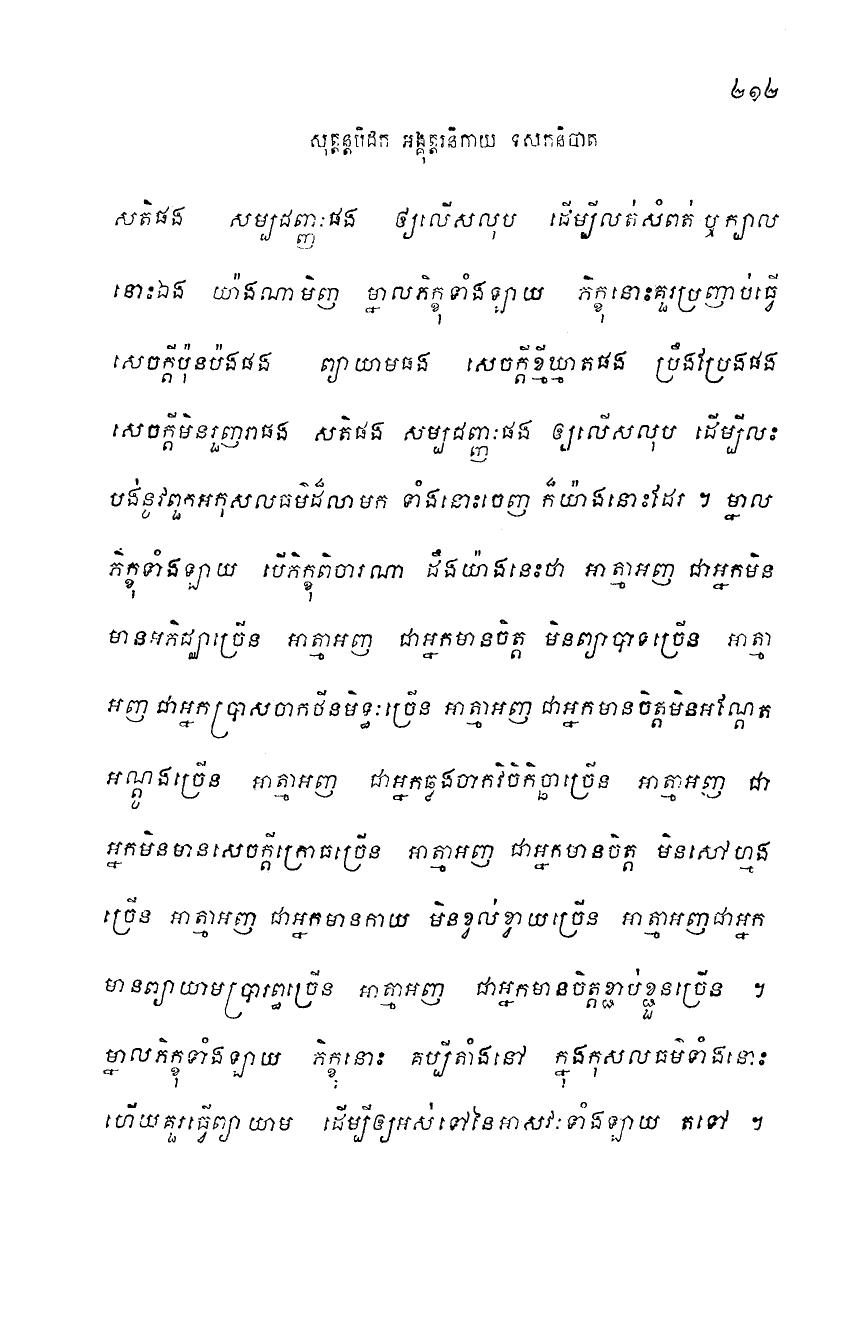 ២១២
សុត្តន្តបិដក អង្គុត្តរនិកាយ ទសកនិបាត
សតិផង សម្បជញ្ញៈផង ឲ្យលើសលុប ដើម្បីលត់សំពត់ ឬក្បាល
នោះឯង យ៉ាងណាមិញ ម្នាលភិក្ខុទាំងឡាយ ភិក្ខុនោះគួរប្រញាប់ធ្វើ
សេចក្តីប៉ុនប៉ងផង ព្យាយាមផង សេចក្តីខ្មីឃ្មាតផង ប្រឹងប្រែងផង
សេចក្តីមិនរួញរាផង សតិផង សម្បជញ្ញៈផង ឲ្យលើសលុប ដើម្បីលះ
បង់នូវពួកអកុសលធម៌ដ៏លាមក ទាំងនោះចេញ ក៏យ៉ាងនោះដែរ ។ ម្នាល
ភិក្ខុទាំងឡាយ បើភិក្ខុពិចារណា ដឹងយ៉ាងនេះថា អាត្មាអញ ជាអ្នកមិន
មានអភិជ្ឈាច្រើន អាត្មាអញ ជាអ្នកមានចិត្ត មិនព្យាបាទច្រើន អាត្មា
អញ ជាអ្នកប្រាសចាកថីនមិទ្ធៈច្រើន អាត្មាអញ ជាអ្នកមានចិត្តមិនអណ្តែត
អណ្តូងច្រើន អាត្មាអញ ជាអ្នកឆ្លងចាកវិចិកិច្ឆាច្រើន អាត្មាអញ ជា
អ្នកមិនមានសេចក្តីក្រោធច្រើន អាត្មាអញ ជាអ្នកមានចិត្ត មិនសៅហ្មង
ច្រើន អាត្មាអញ ជាអ្នកមានកាយ មិនខ្វល់ខ្វាយច្រើន អាត្មាអញជាអ្នក
មានព្យាយាមប្រារព្ធច្រើន អាត្មាអញ ជាអ្នកមានចិត្តខ្ជាប់ខ្ជួនច្រើន ។
ម្នាលភិក្ខុទាំងឡាយ ភិក្ខុនោះ គប្បីតាំងនៅ ក្នុងកុសលធម៌ទាំងនោះ
ហើយគួរធ្វើព្យាយាម ដើម្បីឲ្យអស់ទៅនៃអាសវៈទាំងឡាយ តទៅ ។